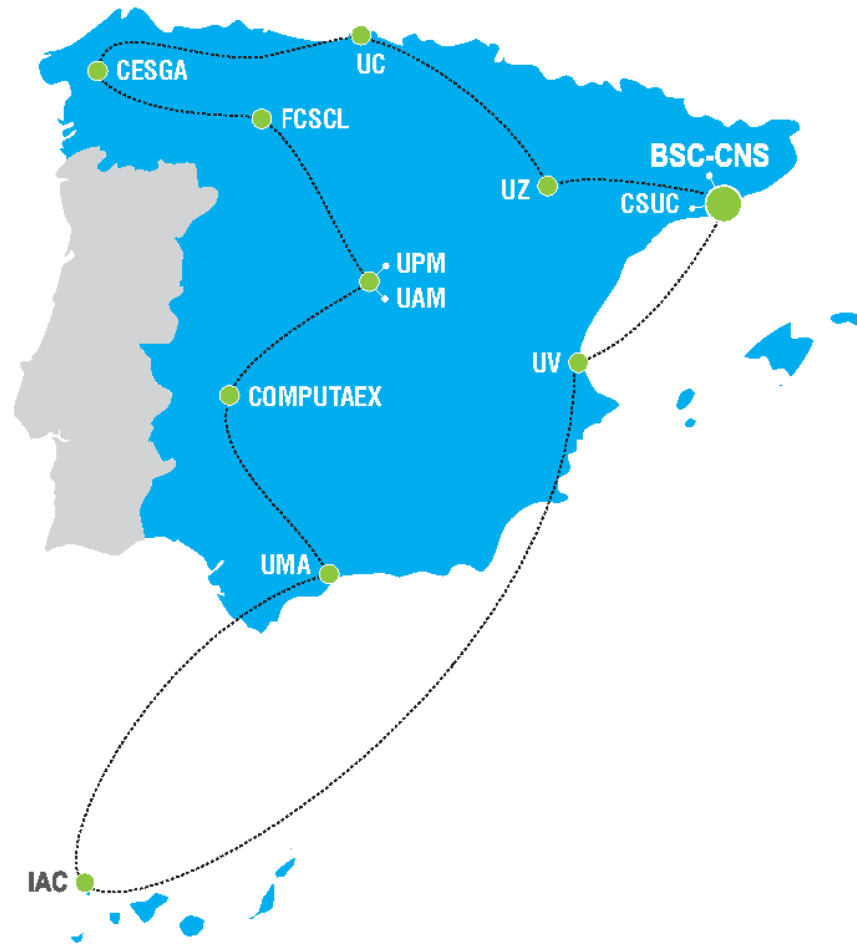 UC
CESGA
FCSCL
BSC-CNS
UZ
CSUC
UPM
UAM
UV
COMPUTAEX
UMA
IAC